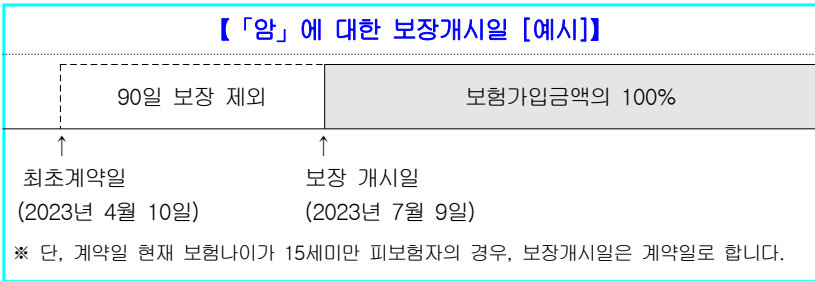 【「암」에 대한 보장개시일 [예시]】
90일 보장 제외 보험가입금액의 100%
↑ ↑
최초계약일 보장 개시일
(2023년 4월 10일) (2023년 7월 9일)
※ 단, 계약일 현재 보험나이가 15세미만 피보험자의 경우, 보장개시일은 계약일로 합니다.